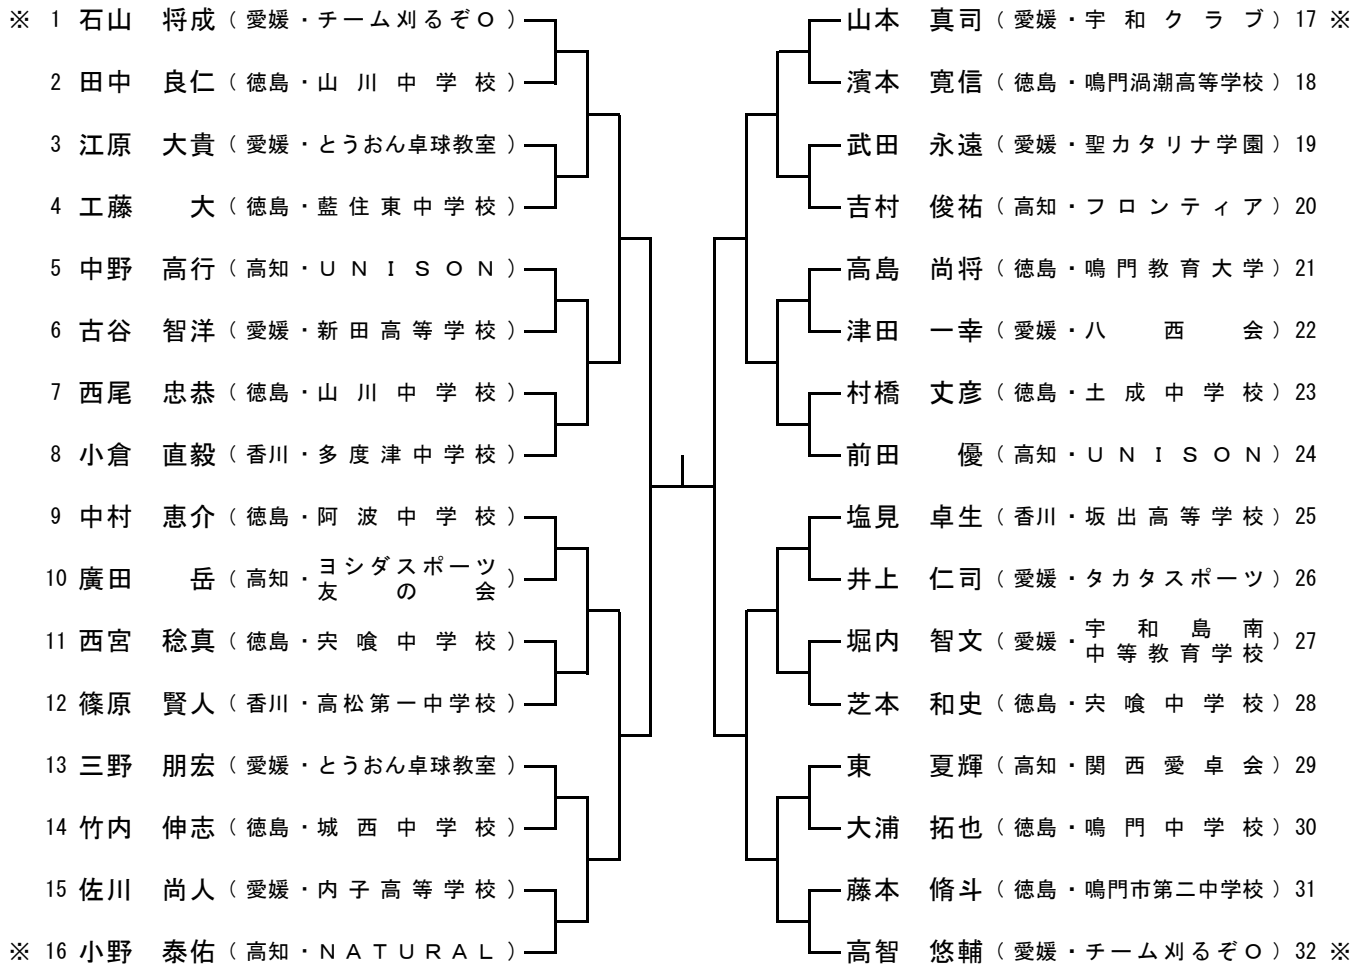 ※ 1 石山 将成 ( 愛媛 ・ チーム刈るぞO )
2 田中 良仁 ( 徳島 ・ 山川中学校 )
3 江原 大貴 ( 愛媛 ・ とうおん卓球教室 )
4 工藤 大 ( 徳島 ・ 藍住東中学校 )
5 中野 高行 ( 高知 ・ UNISON )
6 古谷 智洋 ( 愛媛 ・ 新田高等学校 )
7 西尾 忠恭 ( 徳島 ・ 山川中学校 )
8 小倉 直毅 ( 香川 ・ 多度津中学校 )
9 中村 恵介 ( 徳島 ・ 阿波中学校 )
10 廣田 岳 ( 高知 ・ ヨシダスポーツ
友の会 )
11 西宮 稔真 ( 徳島 ・ 宍喰中学校 )
12 篠原 賢人 ( 香川 ・ 高松第一中学校 )
13 三野 朋宏 ( 愛媛 ・ とうおん卓球教室 )
14 竹内 伸志 ( 徳島 ・ 城西中学校 )
15 佐川 尚人 ( 愛媛 ・ 内子高等学校 )
※ 16 小野 泰佑 ( 高知 ・ NATURAL )
山本 真司 ( 愛媛 ・ 宇和クラブ ) 17 ※
濱本 寛信 ( 徳島 ・ 鳴門渦潮高等学校 ) 18
武田 永遠 ( 愛媛 ・ 聖カタリナ学園 ) 19
吉村 俊祐 ( 高知 ・ フロンティア ) 20
高島 尚将 ( 徳島 ・ 鳴門教育大学 ) 21
津田 一幸 ( 愛媛 ・ 八西会 ) 22
村橋 丈彦 ( 徳島 ・ 土成中学校 ) 23
前田 優 ( 高知 ・ UNISON ) 24
塩見 卓生 ( 香川 ・ 坂出高等学校 ) 25
井上 仁司 ( 愛媛 ・ タカタスポーツ ) 26
堀内 智文 ( 愛媛 ・ 宇和島南
中等教育学校 ) 27
芝本 和史 ( 徳島 ・ 宍喰中学校 ) 28
東 夏輝 ( 高知 ・ 関西愛卓会 ) 29
大浦 拓也 ( 徳島 ・ 鳴門中学校 ) 30
藤本 脩斗 ( 徳島 ・ 鳴門市第二中学校 ) 31
高智 悠輔 ( 愛媛 ・ チーム刈るぞO ) 32 ※